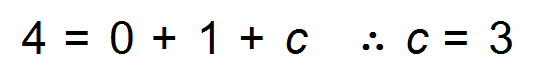 4 = 0 + 1 + c ∴ c = 3